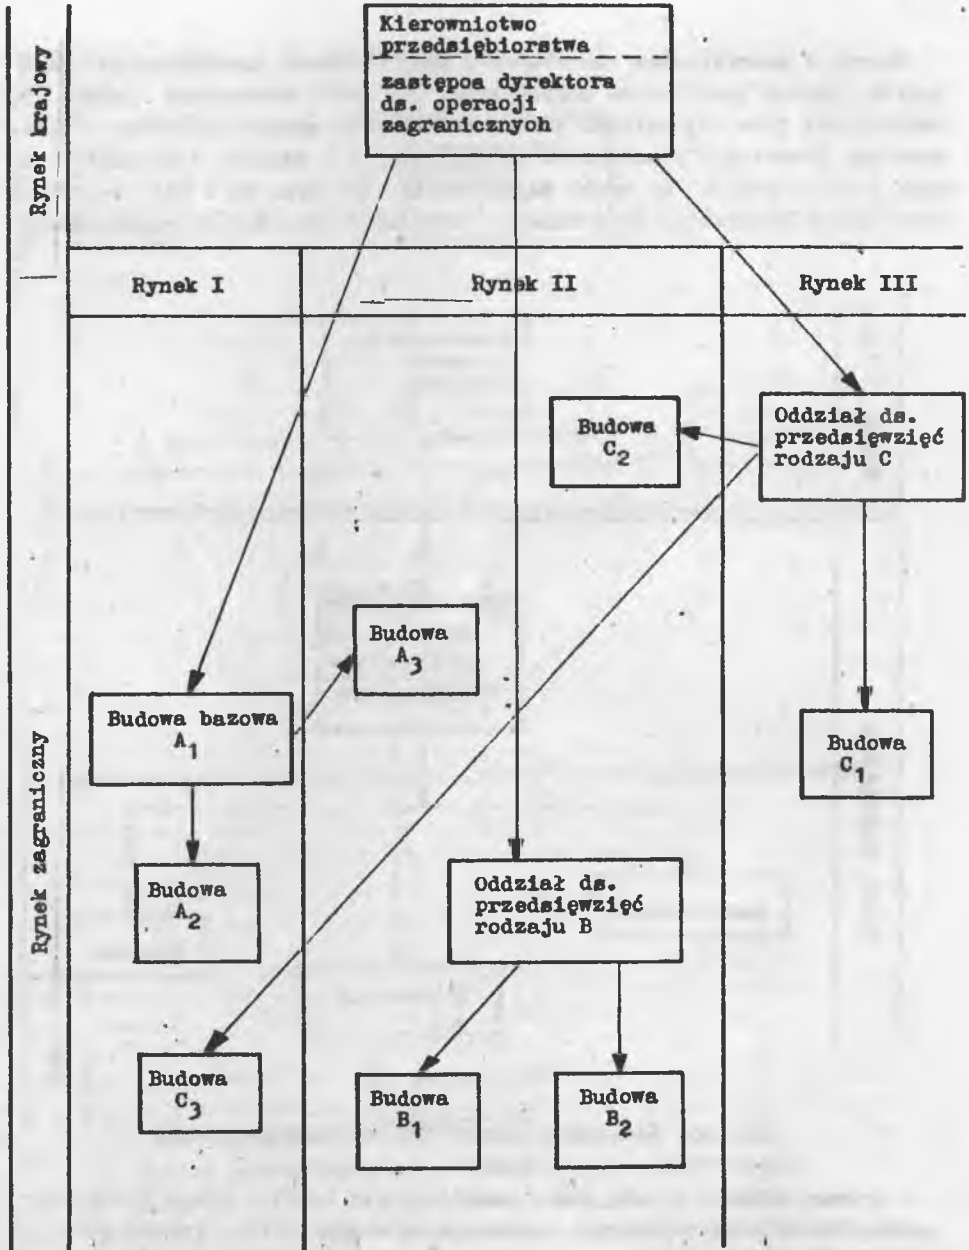 Kierownictwo
przedsiębiorstwa
zastępca dyrektora
ds. operacji
zagranicznych
Rynek krajowy
Rynek I
Rynek II
Rynek III
Budowa
C2
Oddział ds.
przedsięwzięć
rodzaju C
Budowa
A3
Budowa bazowa
A1
Budowa
C1
Rynek zagraniczny
Budowa
A2
Oddział ds.
przedsięwzięć
rodzaju B
Budowa
C3
Budowa
B1
Budowa
B2